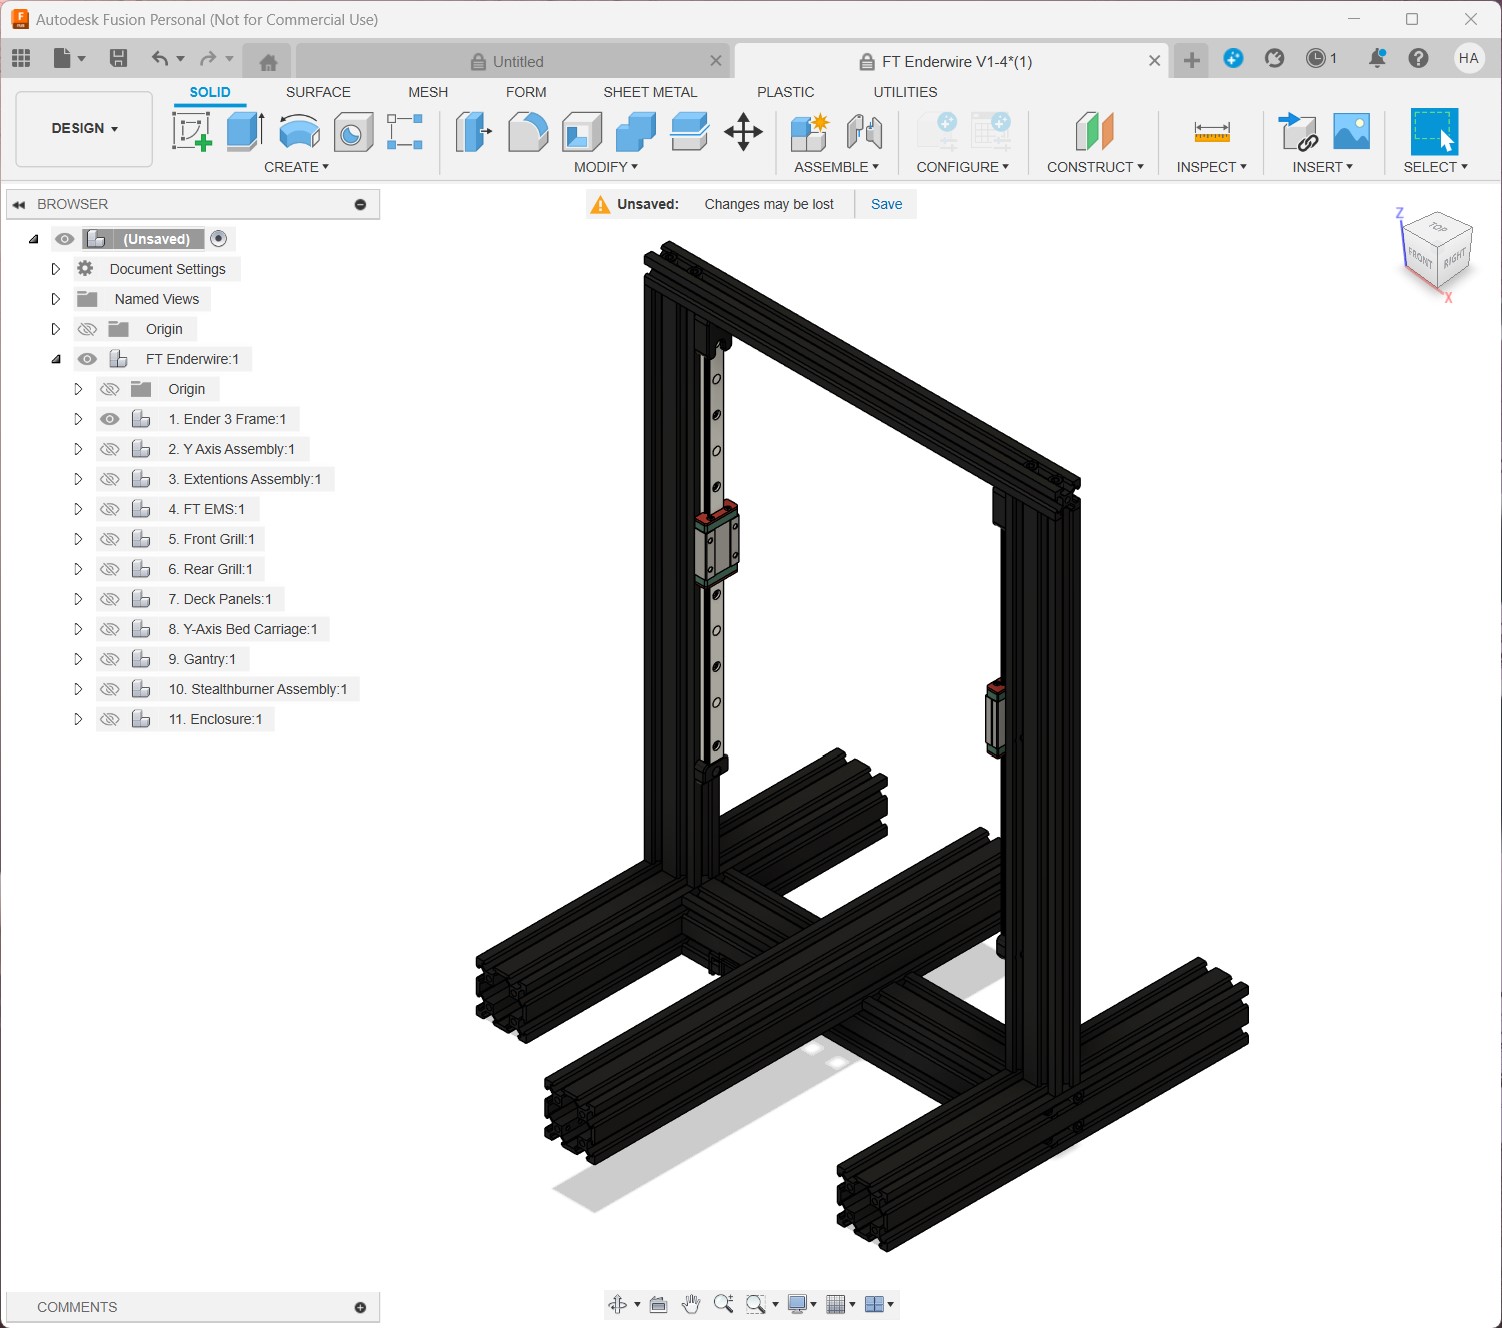 Autodesk Fusion Personal (Not for Commercial Use)
Untitled
FT Enderwire V1-4*(1)
1
HA
DESIGN
SOLID
SURFACE
MESH
FORM
SHEET METAL
PLASTIC
UTILITIES
CREATE
MODIFY
ASSEMBLE
CONFIGURE
CONSTRUCT
INSPECT
INSERT
SELECT
BROWSER
Unsaved:
Changes may be lost
Save
(Unsaved)
Document Settings
Named Views
Origin
FT Enderwire:1
Origin
1. Ender 3 Frame:1
2. Y Axis Assembly:1
3. Extentions Assembly:1
4. FT EMS:1
5. Front Grill:1
6. Rear Grill:1
7. Deck Panels:1
8. Y-Axis Bed Carriage:1
9. Gantry:1
10. Stealthburner Assembly:1
11. Enclosure:1
Z
TOP
FRONT
RIGHT
X
COMMENTS